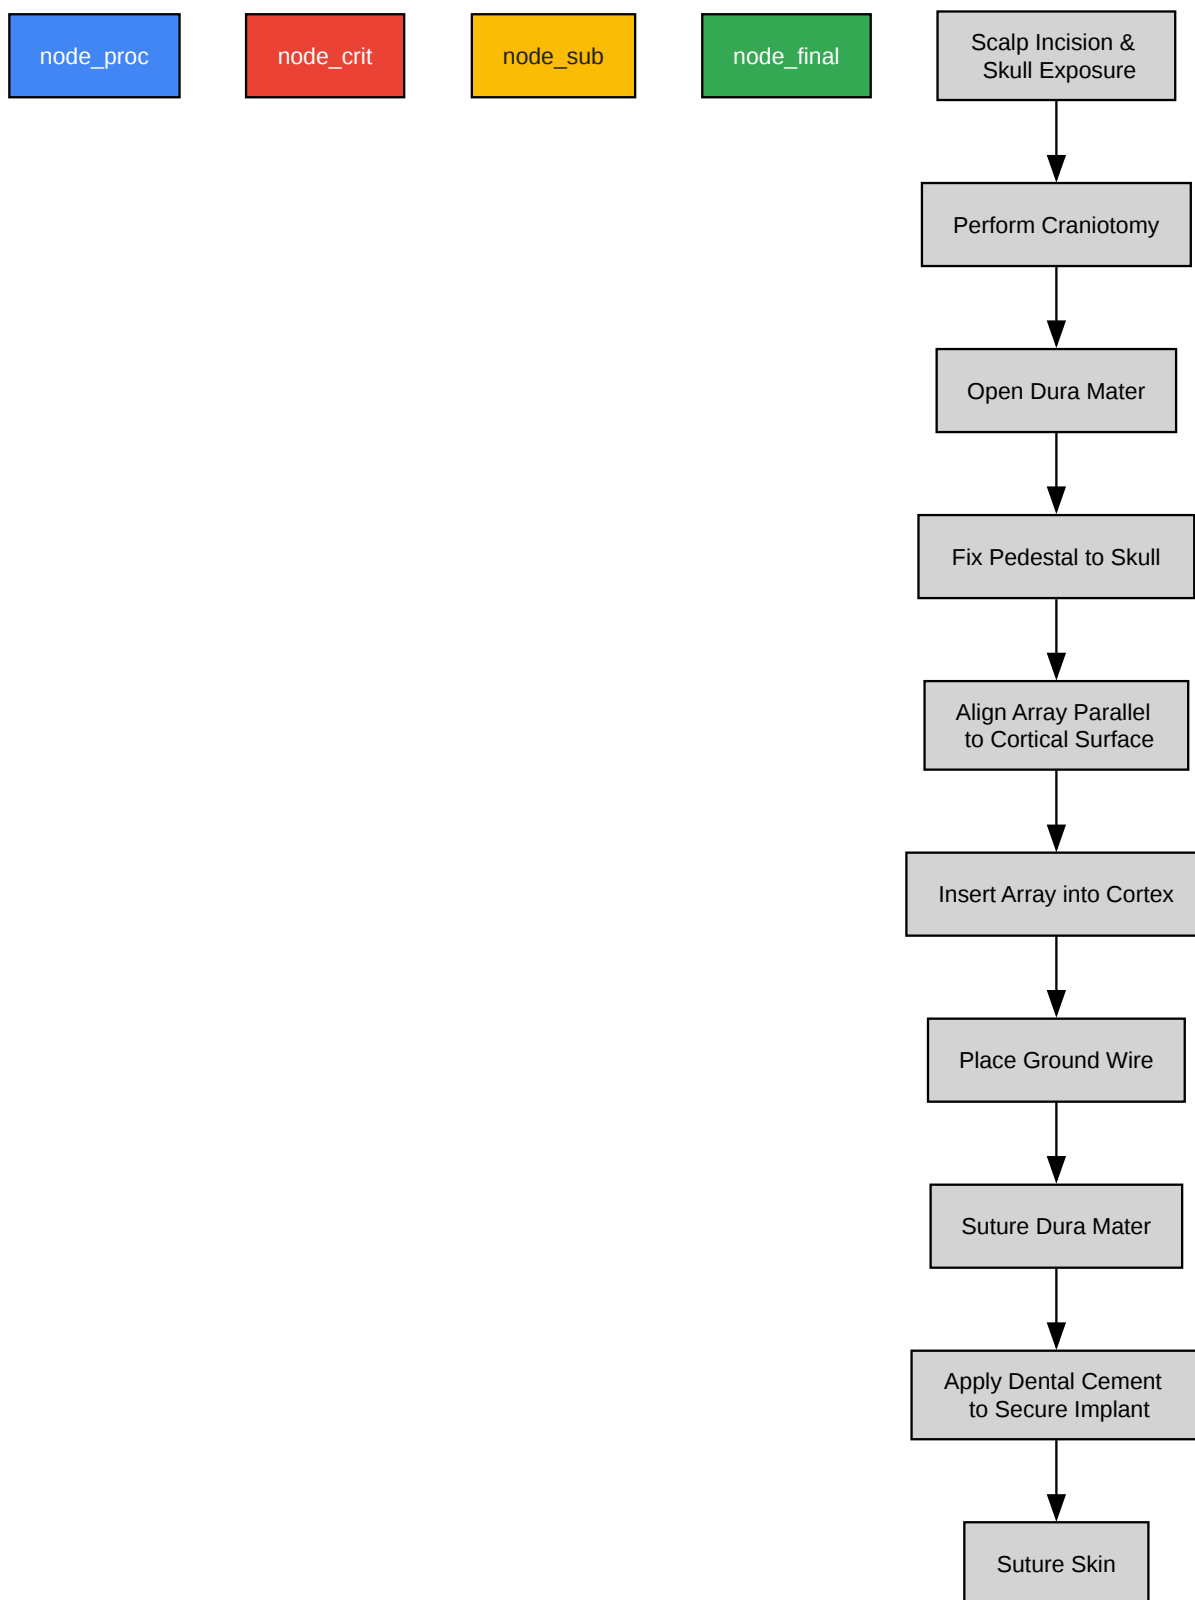 node_proc
node_crit
node_sub
node_final
Scalp Incision &
Skull Exposure
Perform Craniotomy
Open Dura Mater
Fix Pedestal to Skull
Align Array Parallel
to Cortical Surface
Insert Array into Cortex
Place Ground Wire
Suture Dura Mater
Apply Dental Cement
to Secure Implant
Suture Skin